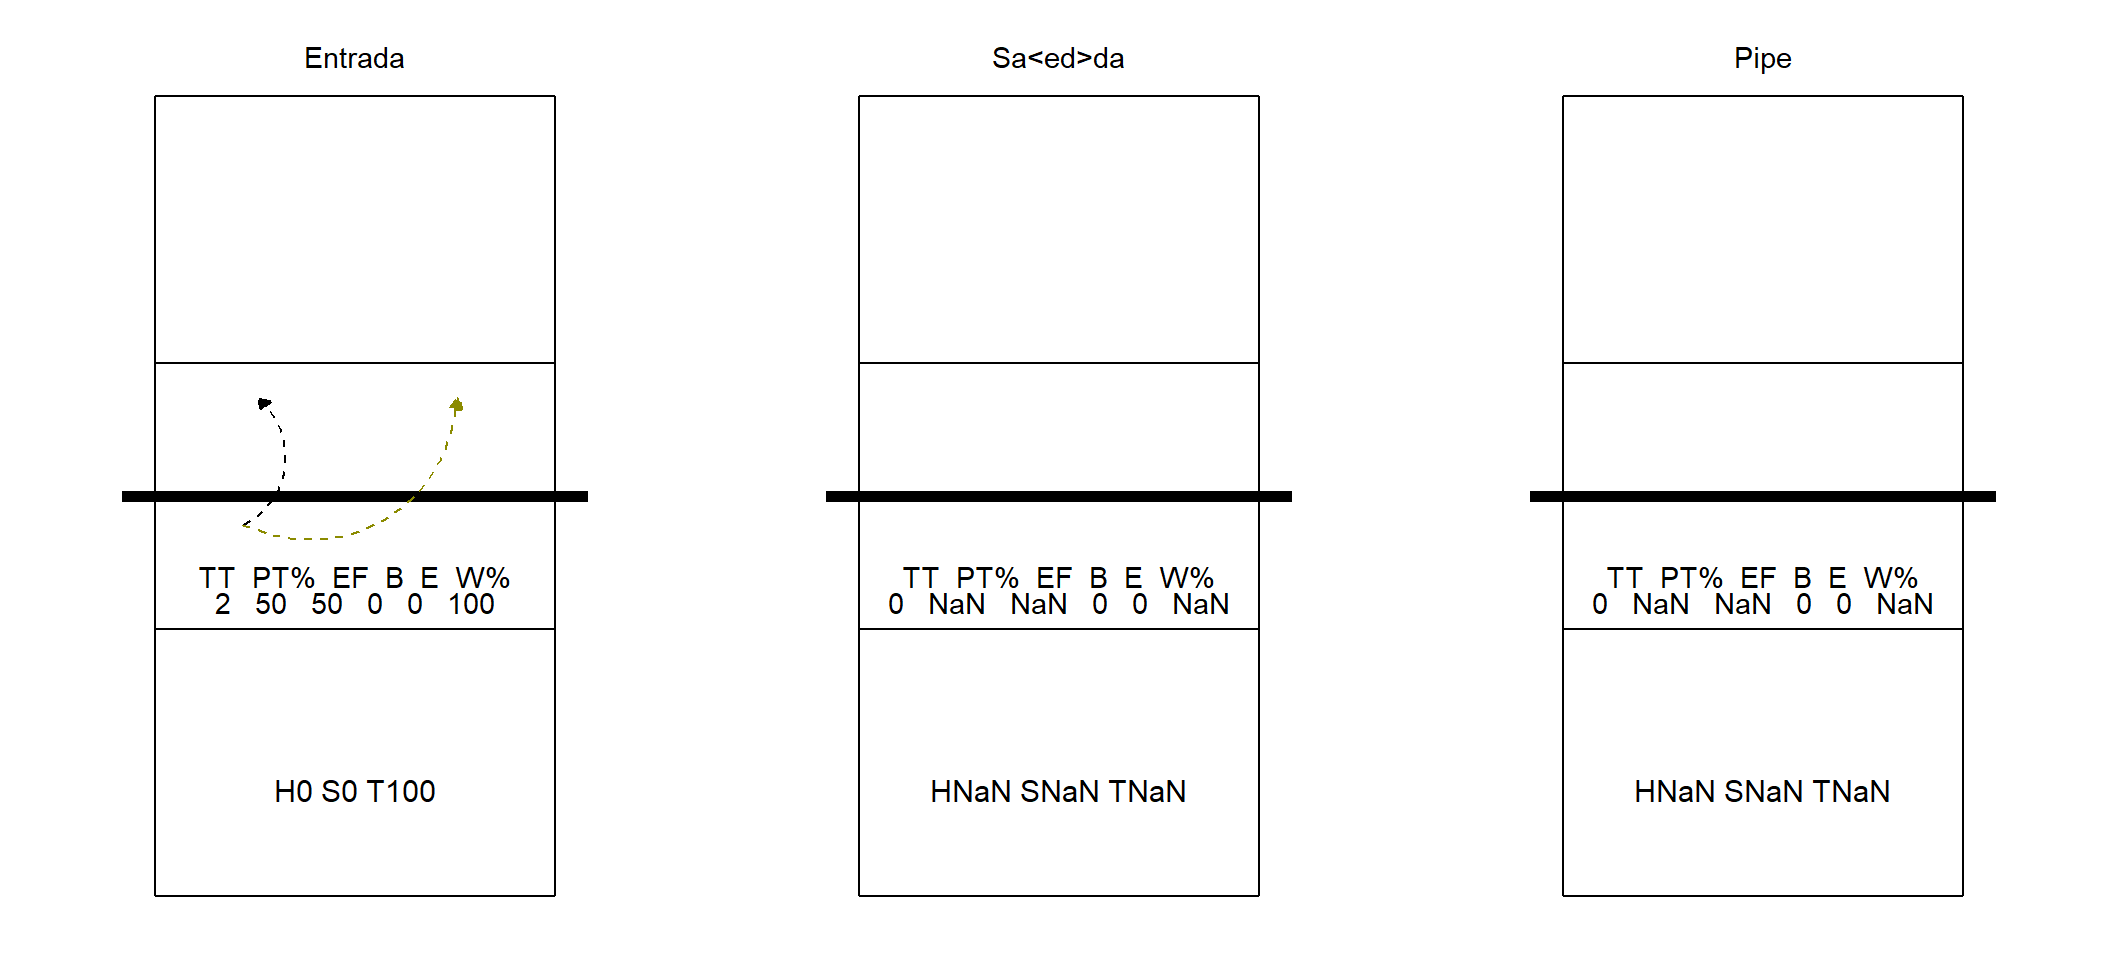 Entrada
TT PT% EF B E W%
2 50 50 0 0 100
H0 S0 T100
Sa<ed>da
TT PT% EF B E W%
0 NaN NaN 0 0 NaN
HNaN SNaN TNaN
Pipe
TT PT% EF B E W%
0 NaN NaN 0 0 NaN
HNaN SNaN TNaN